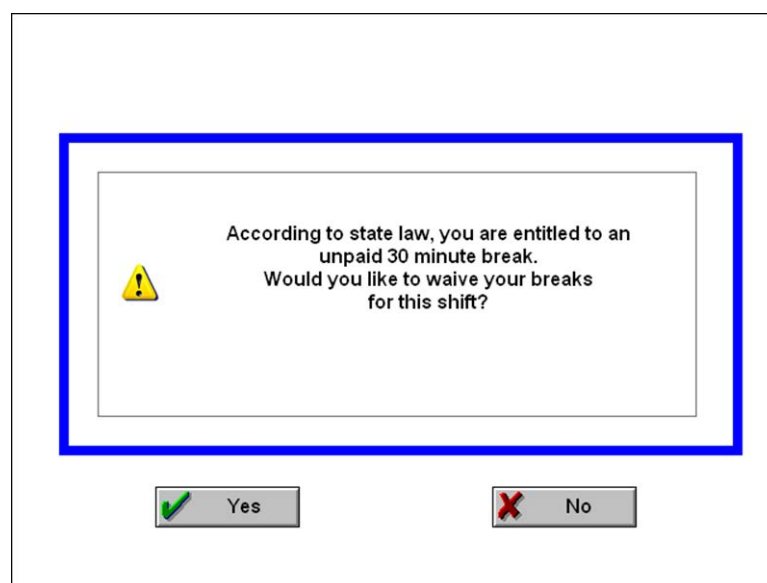 According to state law, you are entitled to an
unpaid 30 minute break.
Would you like to waive your breaks
for this shift?
Yes
No